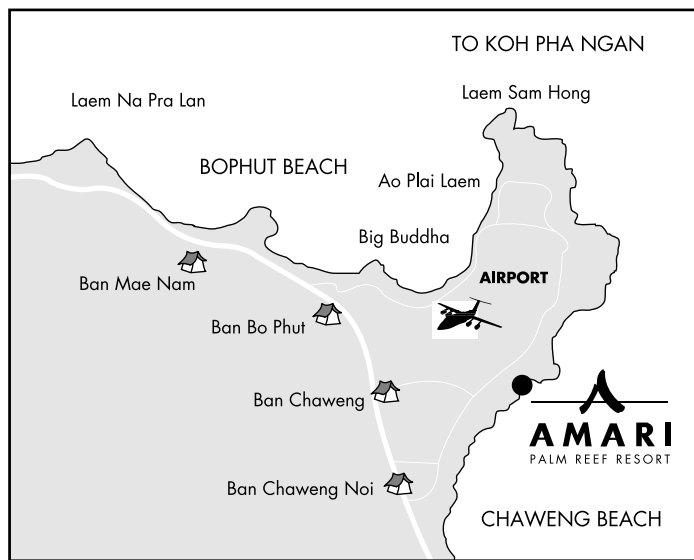 TO KOH PHA NGAN
Laem Na Pra Lan
Laem Sam Hong
BOPHUT BEACH
Ao Plai Laem
Big Buddha
AIRPORT
Ban Mae Nam
Ban Bo Phut
Ban Chaweng
AMARI
PALM REEF RESORT
Ban Chaweng Noi
CHAWENG BEACH